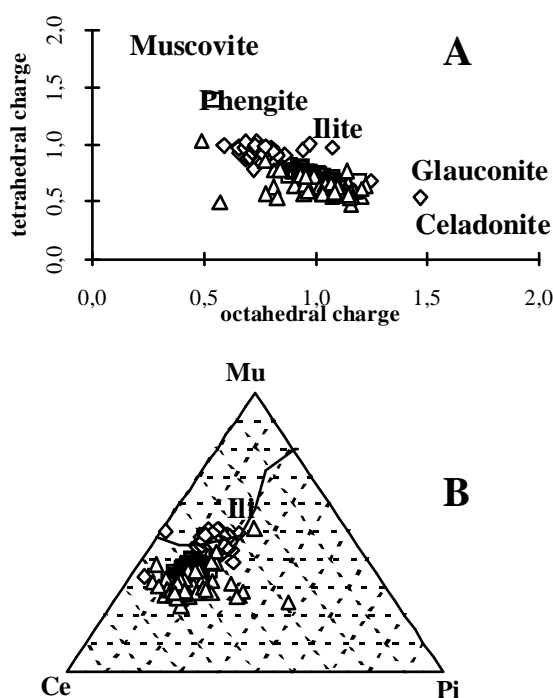 A
2,0
Muscovite
1,5
Phengite
Ilite
1,0
Glauconite
0,5
Celadonite
0,0
tetrahedral charge
0,0 0,5 1,0 1,5 2,0
octahedral charge
Mu
B
Ili
Ce Pi